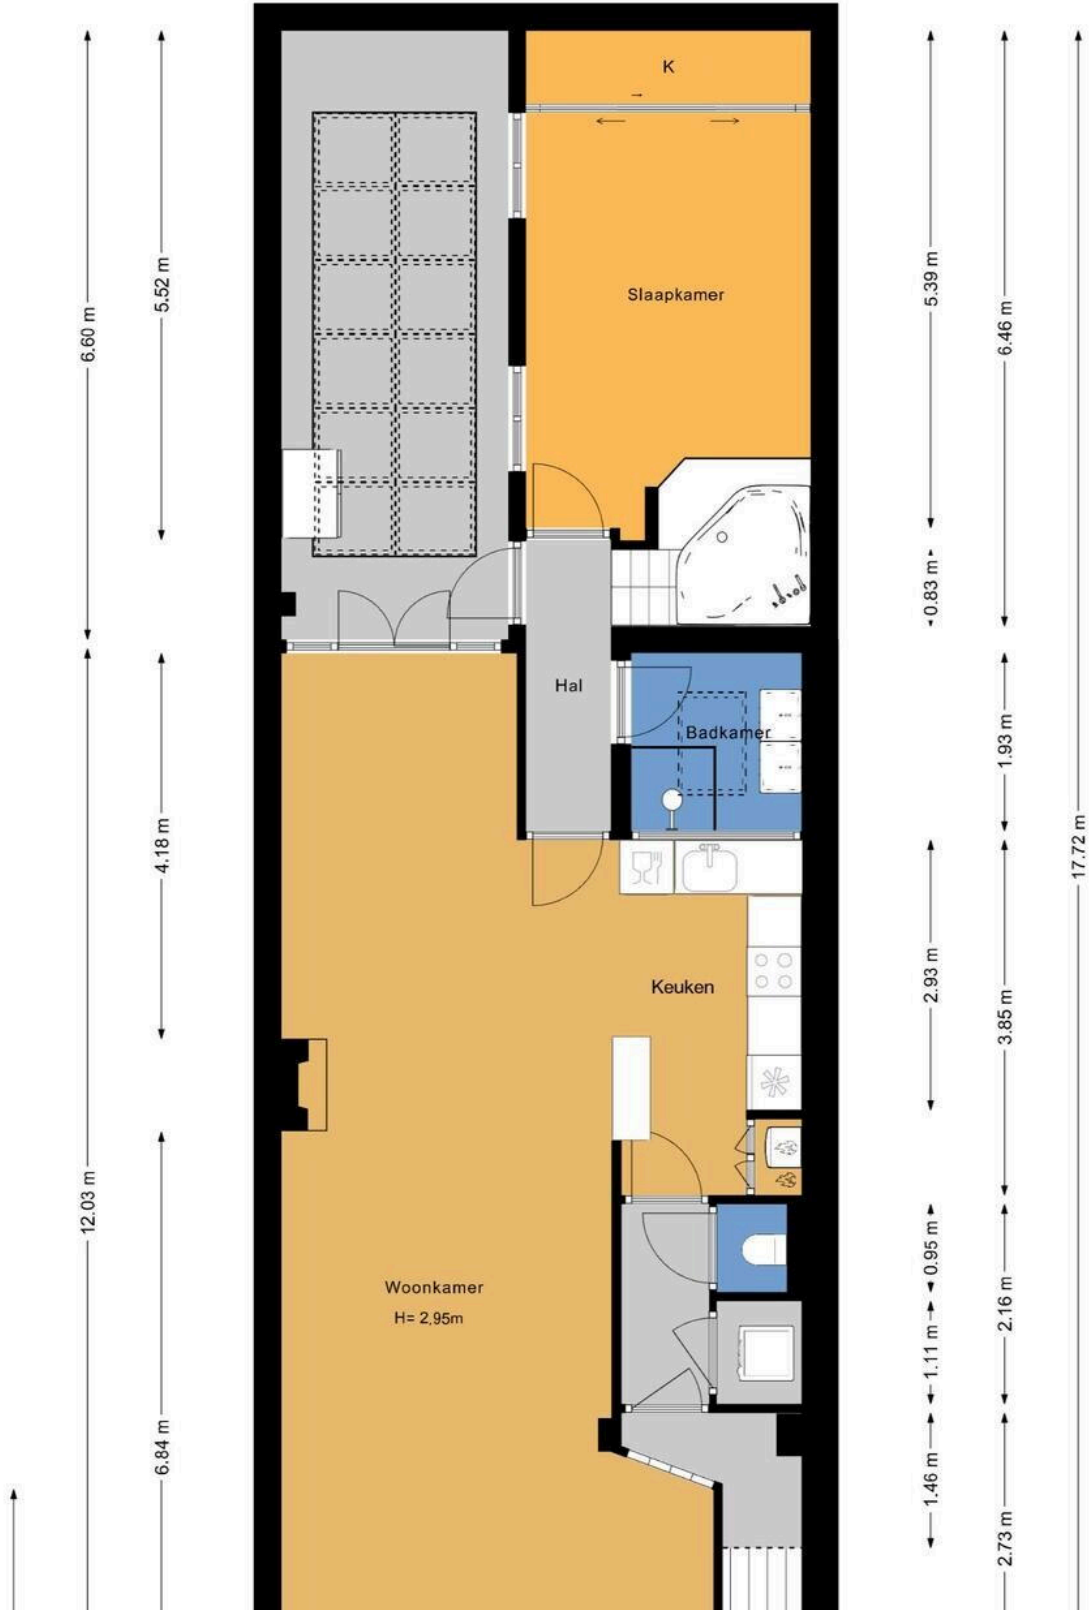 K
Slaapkamer
5.52 m
6.60 m
5.39 m
6.46 m
0.83 m
Hal
Badkamer
1.93 m
4.18 m
17.72 m
Keuken
2.93 m
3.85 m
12.03 m
Woonkamer
H= 2,95m
0.95 m
2.16 m
1.11 m
6.84 m
1.46 m
2.73 m